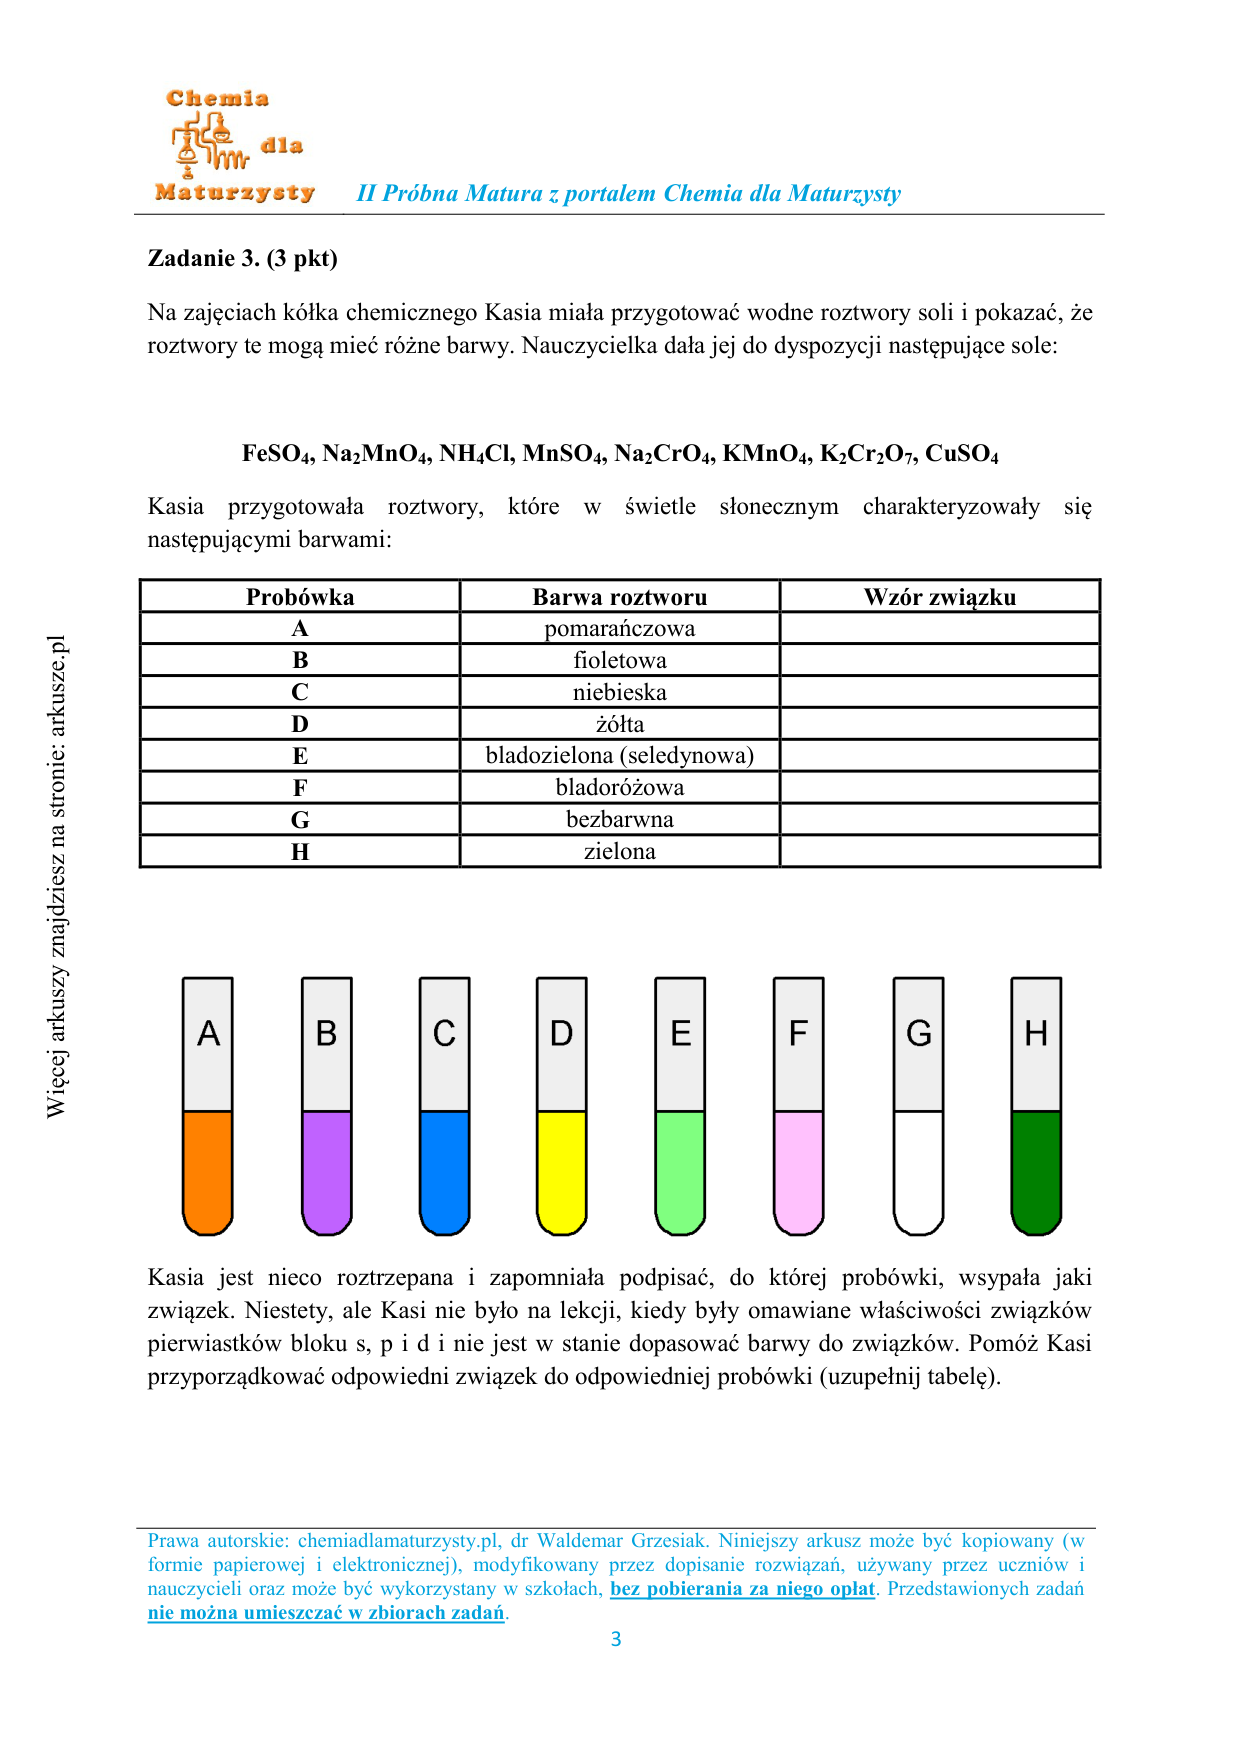 Chemia
dla
Maturzysty
II Próbna Matura z portalem Chemia dla Maturzysty
Zadanie 3. (3 pkt)
Na zajęciach kółka chemicznego Kasia miała przygotować wodne roztwory soli i pokazać, że
roztwory te mogą mieć różne barwy. Nauczycielka dała jej do dyspozycji następujące sole:
FeSO₄, Na₂MnO₄, NH₄Cl, MnSO₄, Na₂CrO₄, KMnO₄, K₂Cr₂O₇, CuSO₄
Kasia przygotowała roztwory, które w świetle słonecznym charakteryzowały się
następującymi barwami:
Probówka Barwa roztworu Wzór związku
A pomarańczowa
B fioletowa
C niebieska
D żółta
E bladozielona (seledynowa)
F bladoróżowa
G bezbarwna
H zielona
A B C D E F G H
Kasia jest nieco roztrzepana i zapomniała podpisać, do której probówki, wsypała jaki
związek. Niestety, ale Kasi nie było na lekcji, kiedy były omawiane właściwości związków
pierwiastków bloku s, p i d i nie jest w stanie dopasować barwy do związków. Pomóż Kasi
przyporządkować odpowiedni związek do odpowiedniej probówki (uzupełnij tabelę).
Prawa autorskie: chemiadlamaturzysty.pl, dr Waldemar Grzesiak. Niniejszy arkusz może być kopiowany (w
formie papierowej i elektronicznej), modyfikowany przez dopisanie rozwiązań, używany przez uczniów i
nauczycieli oraz może być wykorzystany w szkołach, bez pobierania za niego opłat. Przedstawionych zadań
nie można umieszczać w zbiorach zadań.
3
Więcej arkuszy znajdziesz na stronie: arkusze.pl